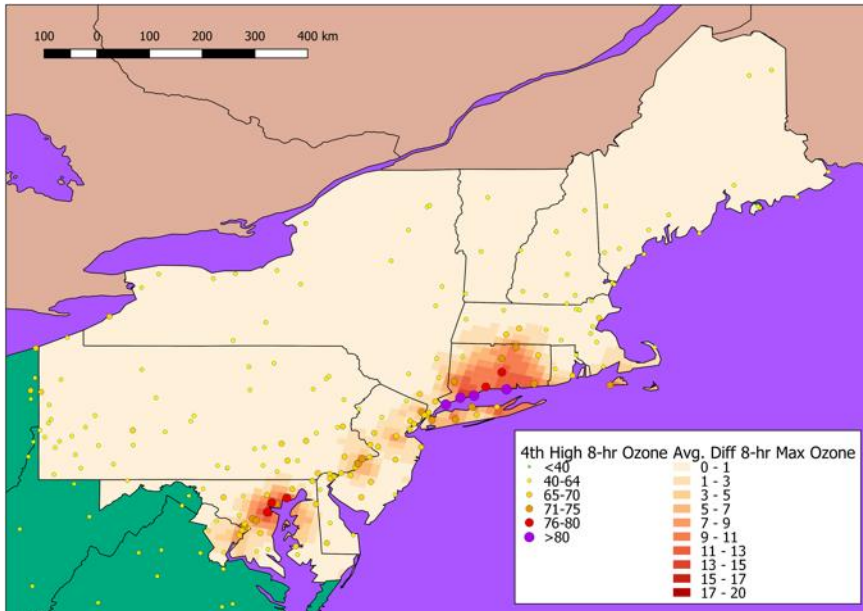 100 0 100 200 300 400 km
4th High 8-hr Ozone Avg. Diff 8-hr Max Ozone
<40 0 - 1
40-64 1 - 3
65-70 3 - 5
71-75 5 - 7
76-80 7 - 9
>80 9 - 11
11 - 13
13 - 15
15 - 17
17 - 20